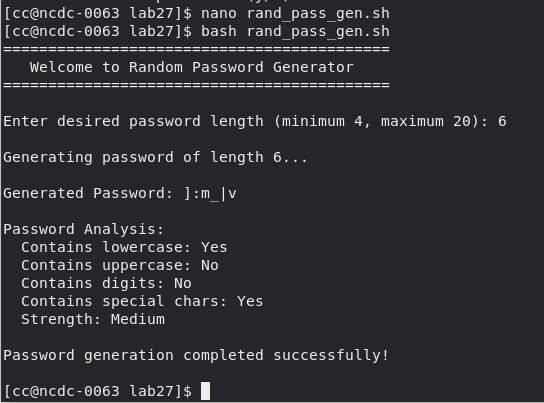 [cc@ncdc-0063 lab27]$ nano rand_pass_gen.sh
[cc@ncdc-0063 lab27]$ bash rand_pass_gen.sh
===========================================
   Welcome to Random Password Generator
===========================================
Enter desired password length (minimum 4, maximum 20): 6
Generating password of length 6...
Generated Password: ]:m_|v
Password Analysis:
  Contains lowercase: Yes
  Contains uppercase: No
  Contains digits: No
  Contains special chars: Yes
  Strength: Medium
Password generation completed successfully!
[cc@ncdc-0063 lab27]$